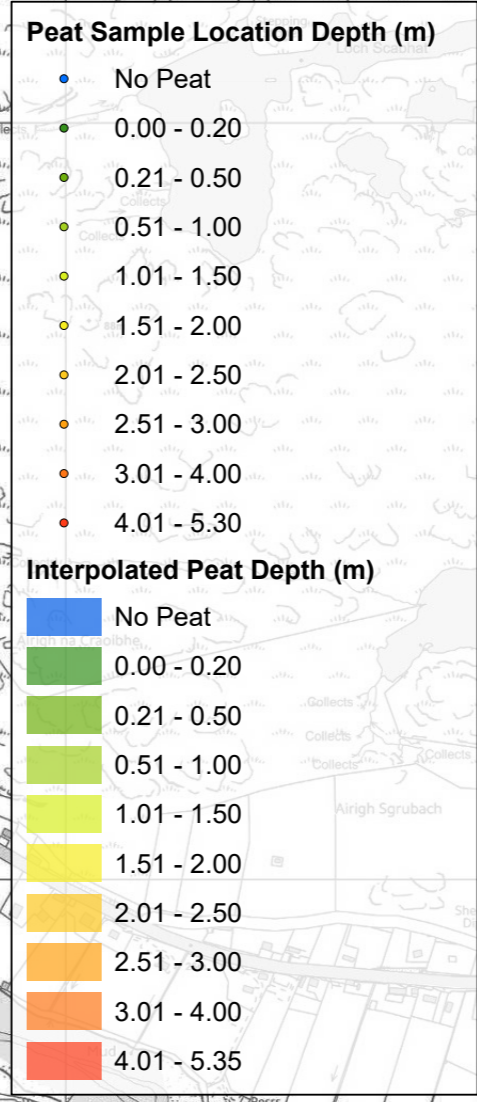 Stepping
Peat Sample Location Depth (m)
Loch Scabhat
No Peat
0.00 - 0.20
0.21 - 0.50
Collects
0.51 - 1.00
Collects
1.01 - 1.50
1.51 - 2.00
2.01 - 2.50
2.51 - 3.00
3.01 - 4.00
4.01 - 5.30
Interpolated Peat Depth (m)
No Peat
Airigh na Craoibhe
0.00 - 0.20
0.21 - 0.50
Collects
Collects
0.51 - 1.00
Collects
Collects
1.01 - 1.50
Airigh Sgrubach
1.51 - 2.00
2.01 - 2.50
2.51 - 3.00
3.01 - 4.00
4.01 - 5.35